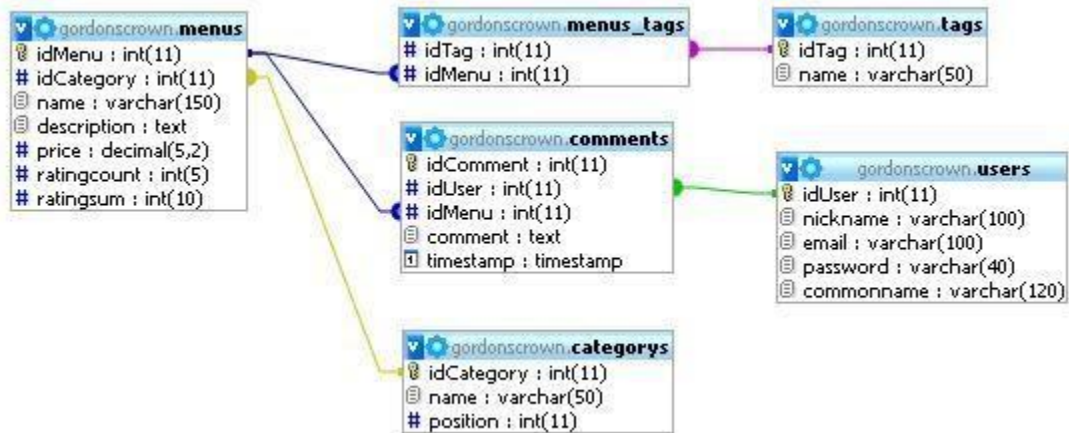 gordonscrown.menus
idMenu : int(11)
# idCategory : int(11)
name : varchar(150)
description : text
# price : decimal(5,2)
# ratingcount : int(5)
# ratingsum : int(10)
gordonscrown.menus_tags
# idTag : int(11)
# idMenu : int(11)
gordonscrown.tags
idTag : int(11)
name : varchar(50)
gordonscrown.comments
idComment : int(11)
# idUser : int(11)
# idMenu : int(11)
comment : text
timestamp : timestamp
gordonscrown.users
idUser : int(11)
nickname : varchar(100)
email : varchar(100)
password : varchar(40)
commonname : varchar(120)
gordonscrown.categorys
idCategory : int(11)
name : varchar(50)
# position : int(11)